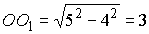 OO₁ = √(5² − 4²) = 3